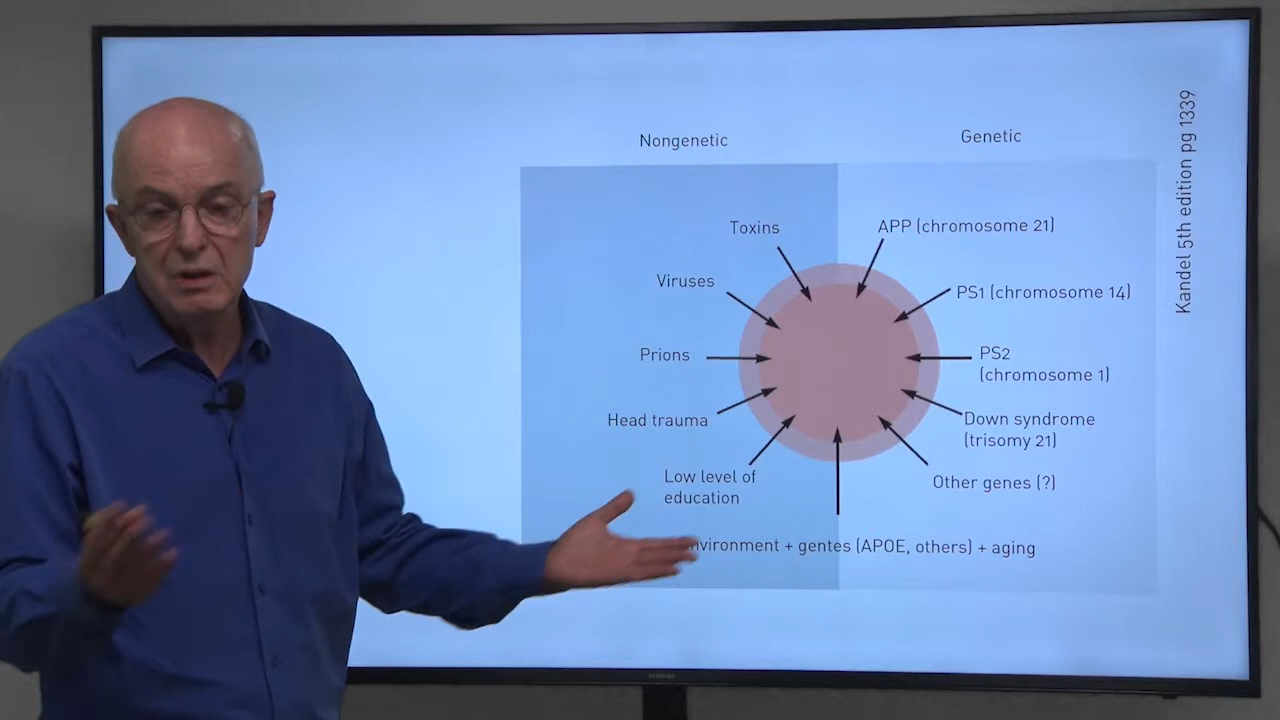 Nongenetic
Genetic
Toxins
APP (chromosome 21)
Viruses
PS1 (chromosome 14)
Prions
PS2
(chromosome 1)
Head trauma
Down syndrome
(trisomy 21)
Low level of
education
Other genes (?)
+ gentes (APOE, others) + aging
Kandel 5th edition pg 1339
SAMSUNG